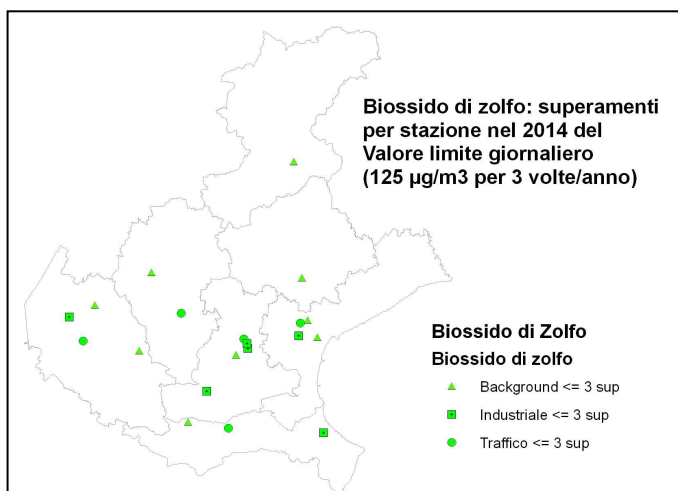 Biossido di zolfo: superamenti
per stazione nel 2014 del
Valore limite giornaliero
(125 µg/m3 per 3 volte/anno)
Biossido di Zolfo
Biossido di zolfo
Background <= 3 sup
Industriale <= 3 sup
Traffico <= 3 sup